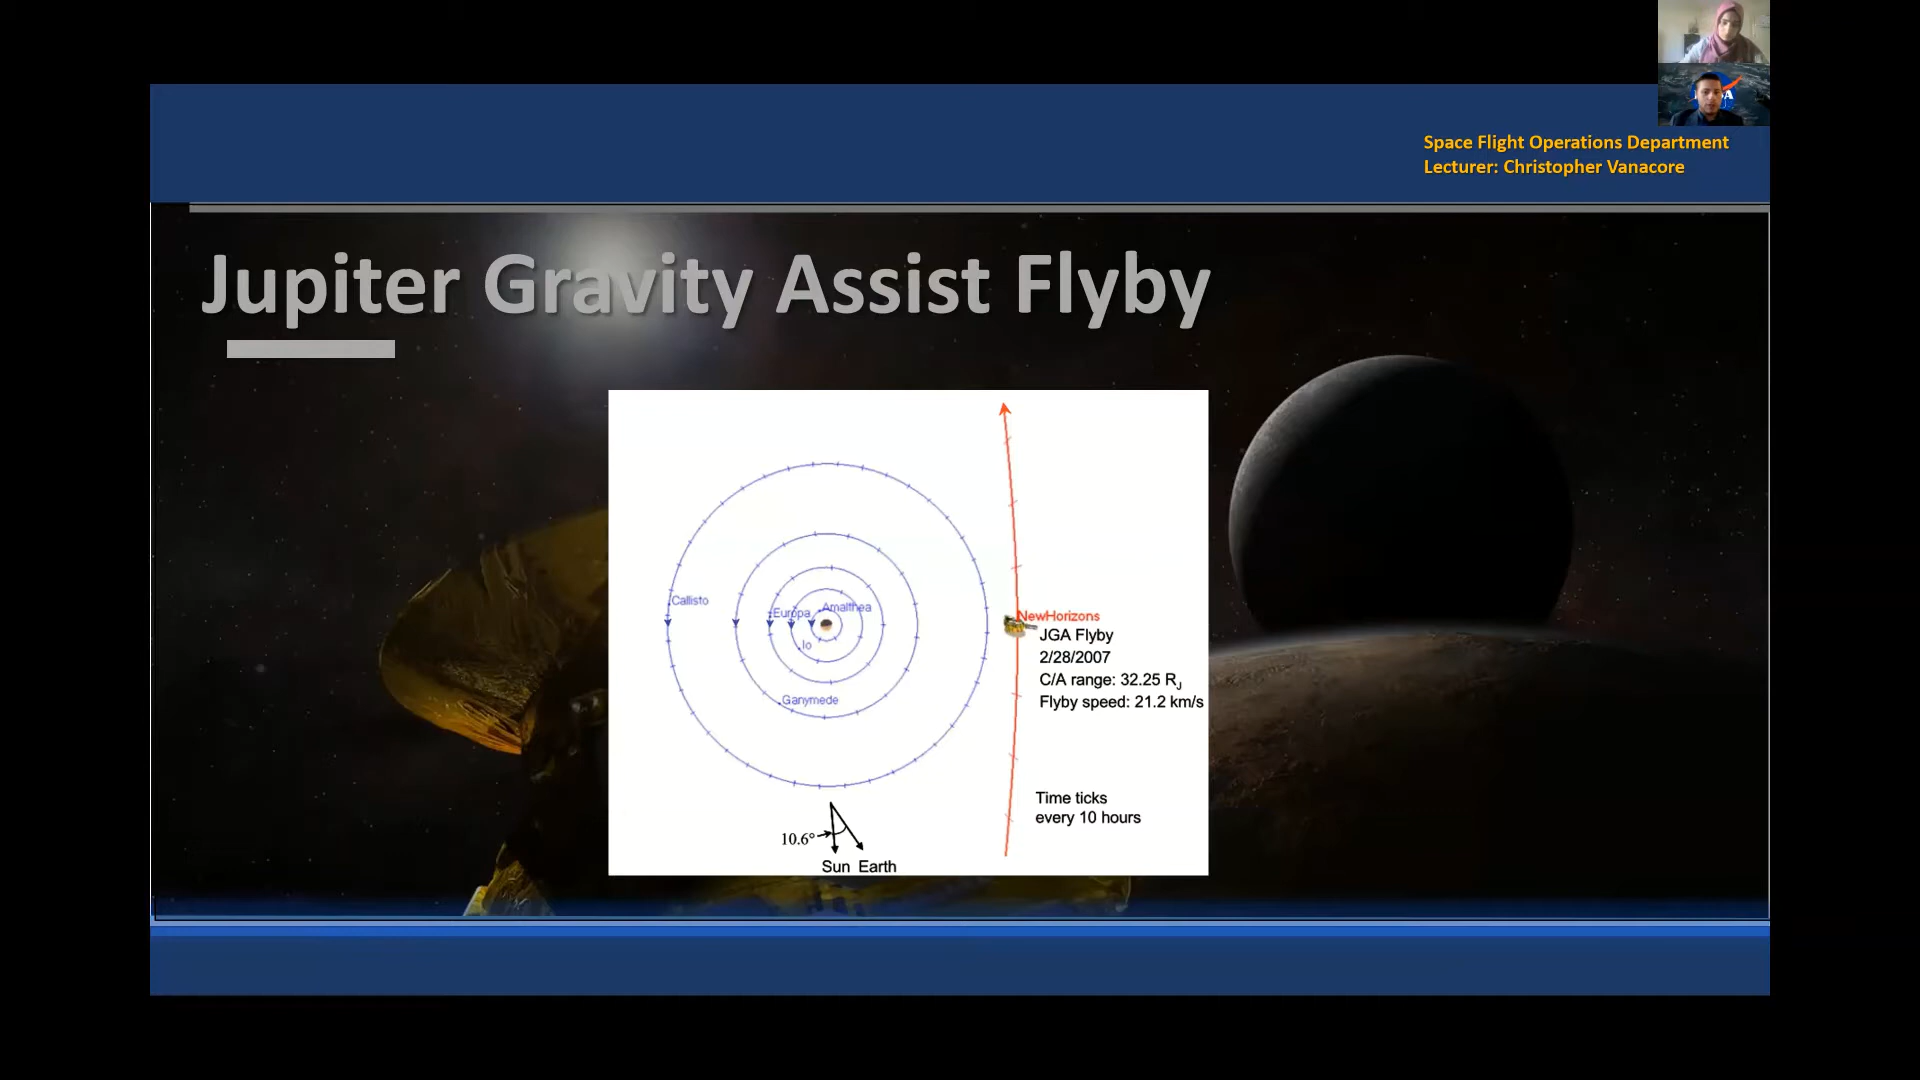 Space Flight Operations Department
Lecturer: Christopher Vanacore
Jupiter Gravity Assist Flyby
Callisto
Europa
Amalthea
Io
Ganymede
NewHorizons
JGA Flyby
2/28/2007
C/A range: 32.25 RJ
Flyby speed: 21.2 km/s
Time ticks
every 10 hours
10.6°
Sun Earth